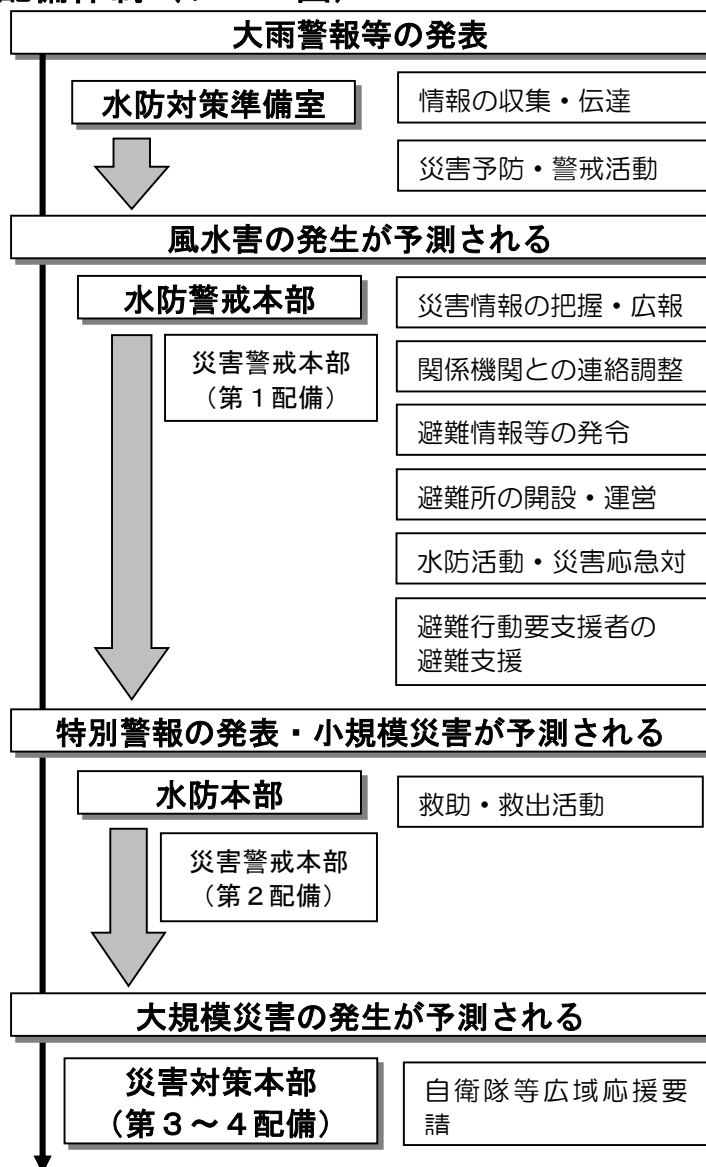 大雨警報等の発表
水防対策準備室
情報の収集・伝達
災害予防・警戒活動
風水害の発生が予測される
水防警戒本部
災害情報の把握・広報
災害警戒本部
（第１配備）
関係機関との連絡調整
避難情報等の発令
避難所の開設・運営
水防活動・災害応急対
避難行動要支援者の
避難支援
特別警報の発表・小規模災害が予測される
水防本部
救助・救出活動
災害警戒本部
（第２配備）
大規模災害の発生が予測される
災害対策本部
（第３～４配備）
自衛隊等広域応援要
請